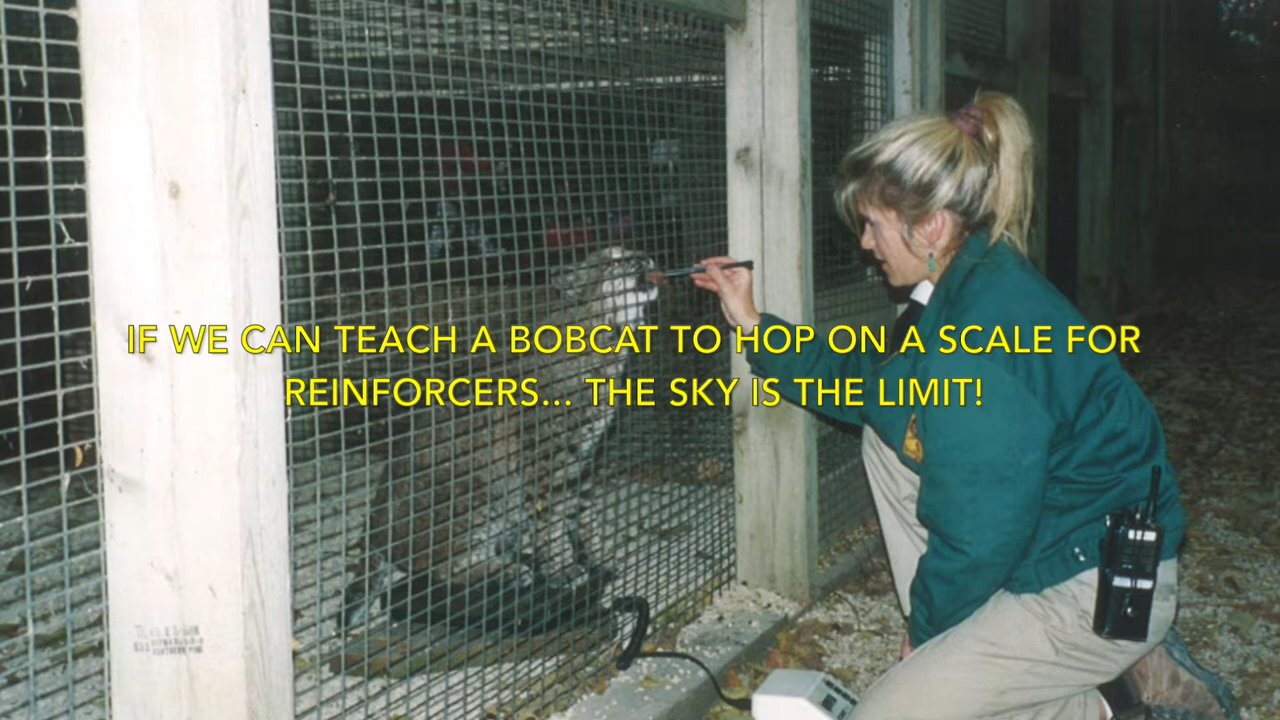 IF WE CAN TEACH A BOBCAT TO HOP ON A SCALE FOR
REINFORCERS... THE SKY IS THE LIMIT!